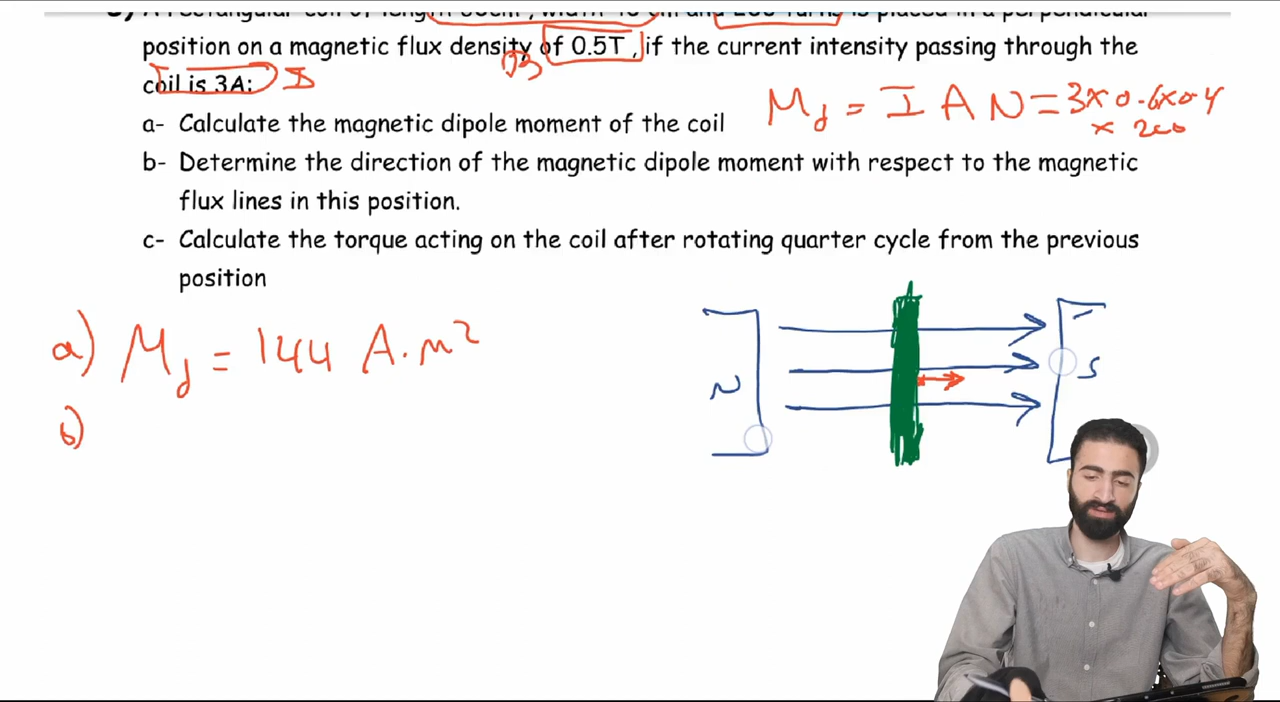 position on a magnetic flux density of 0.5T , if the current intensity passing through the
coil is 3A: I
a- Calculate the magnetic dipole moment of the coil
M_d = I A N = 3 x 0.6 x 0.4
x 200
b- Determine the direction of the magnetic dipole moment with respect to the magnetic
flux lines in this position.
c- Calculate the torque acting on the coil after rotating quarter cycle from the previous
position
a) M_d = 144 A.m²
N
S
b)